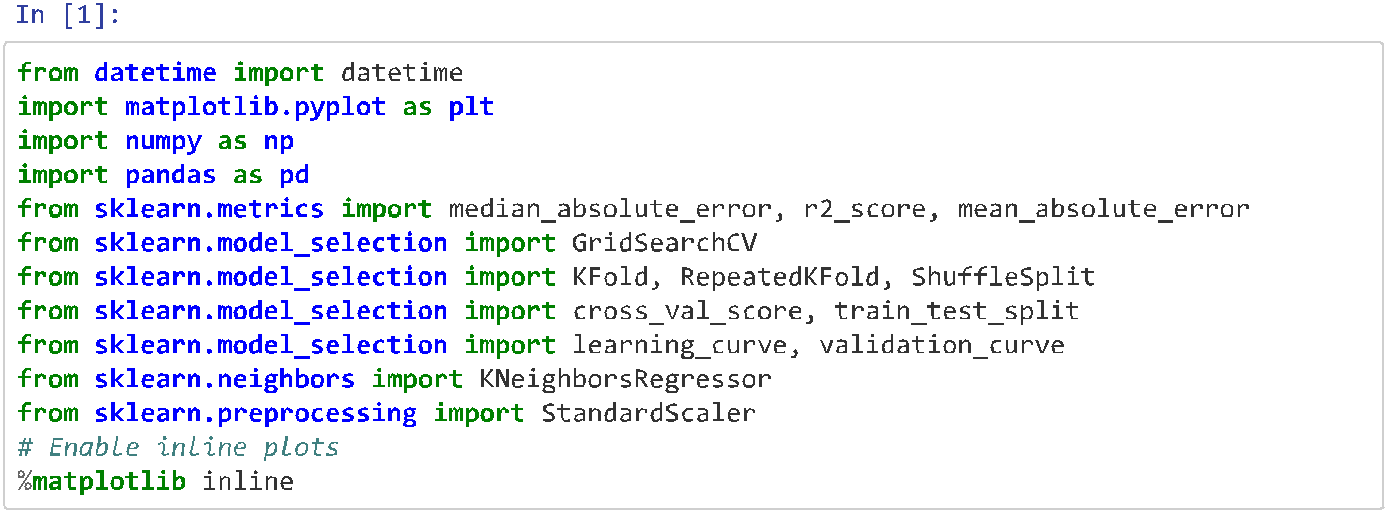 In [1]:
from datetime import datetime
import matplotlib.pyplot as plt
import numpy as np
import pandas as pd
from sklearn.metrics import median_absolute_error, r2_score, mean_absolute_error
from sklearn.model_selection import GridSearchCV
from sklearn.model_selection import KFold, RepeatedKFold, ShuffleSplit
from sklearn.model_selection import cross_val_score, train_test_split
from sklearn.model_selection import learning_curve, validation_curve
from sklearn.neighbors import KNeighborsRegressor
from sklearn.preprocessing import StandardScaler
# Enable inline plots
%matplotlib inline